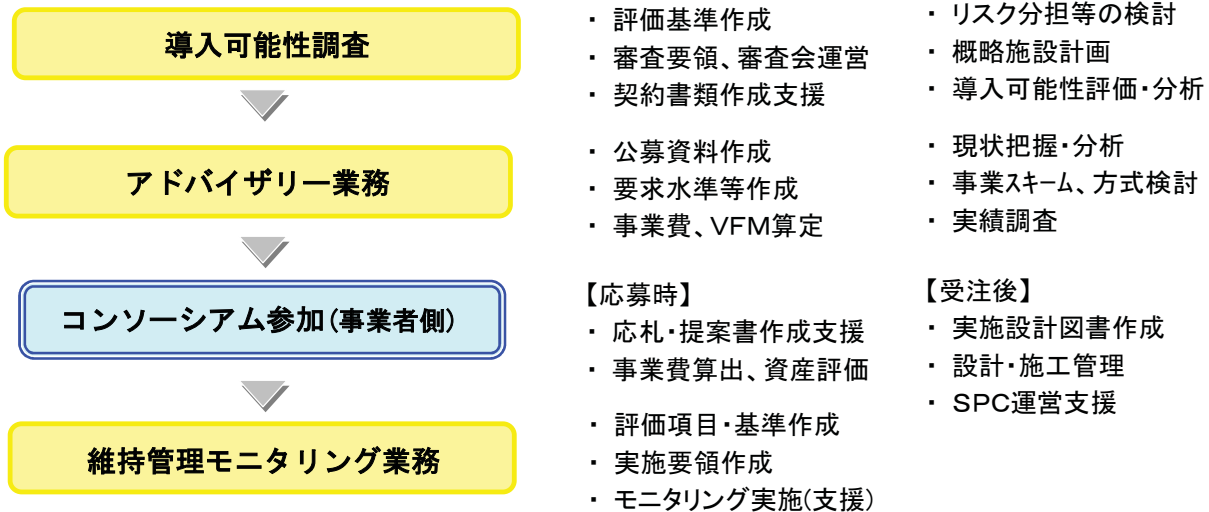 導入可能性調査
アドバイザリー業務
コンソーシアム参加(事業者側)
維持管理モニタリング業務
・ 評価基準作成
・ 審査要領、審査会運営
・ 契約書類作成支援
・ 公募資料作成
・ 要求水準等作成
・ 事業費、VFM算定
【応募時】
・ 応札・提案書作成支援
・ 事業費算出、資産評価
・ 評価項目・基準作成
・ 実施要領作成
・ モニタリング実施(支援)
・ リスク分担等の検討
・ 概略施設計画
・ 導入可能性評価・分析
・ 現状把握・分析
・ 事業スキーム、方式検討
・ 実績調査
【受注後】
・ 実施設計図書作成
・ 設計・施工管理
・ SPC運営支援